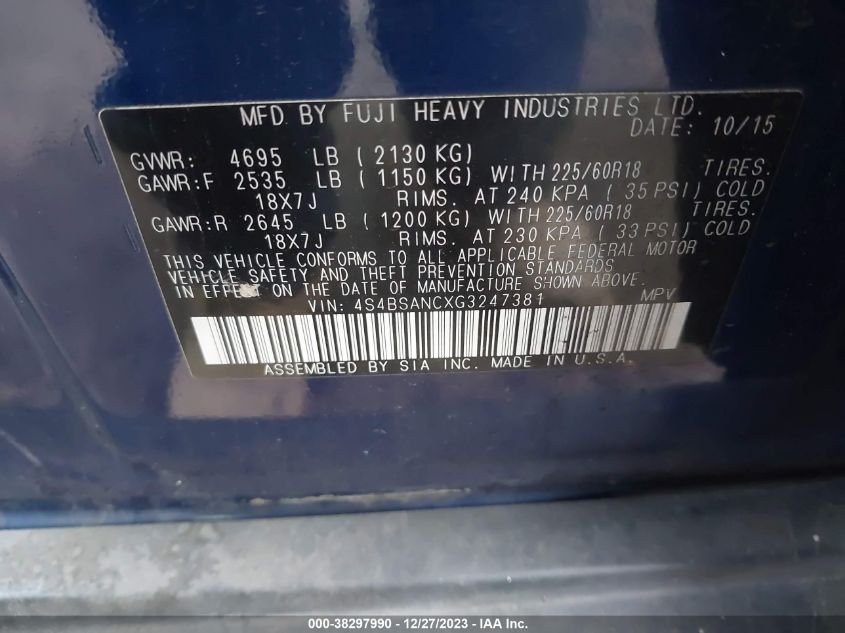 MFD BY FUJI HEAVY INDUSTRIES LTD.
DATE: 10/15
GVWR: 4695 LB ( 2130 KG)
GAWR:F 2535 LB ( 1150 KG) WITH 225/60R18 TIRES.
18X7J RIMS. AT 240 KPA ( 35 PSI) COLD
GAWR:R 2645 LB ( 1200 KG) WITH 225/60R18 TIRES.
18X7J RIMS. AT 230 KPA ( 33 PSI) COLD
THIS VEHICLE CONFORMS TO ALL APPLICABLE FEDERAL MOTOR
VEHICLE SAFETY AND THEFT PREVENTION STANDARDS
IN EFFECT ON THE DATE OF MANUFACTURE SHOWN ABOVE.
VIN: 4S4BSANCXG3247381 MPV
ASSEMBLED BY SIA INC. MADE IN U.S.A.
000-38297990 - 12/27/2023 - IAA Inc.